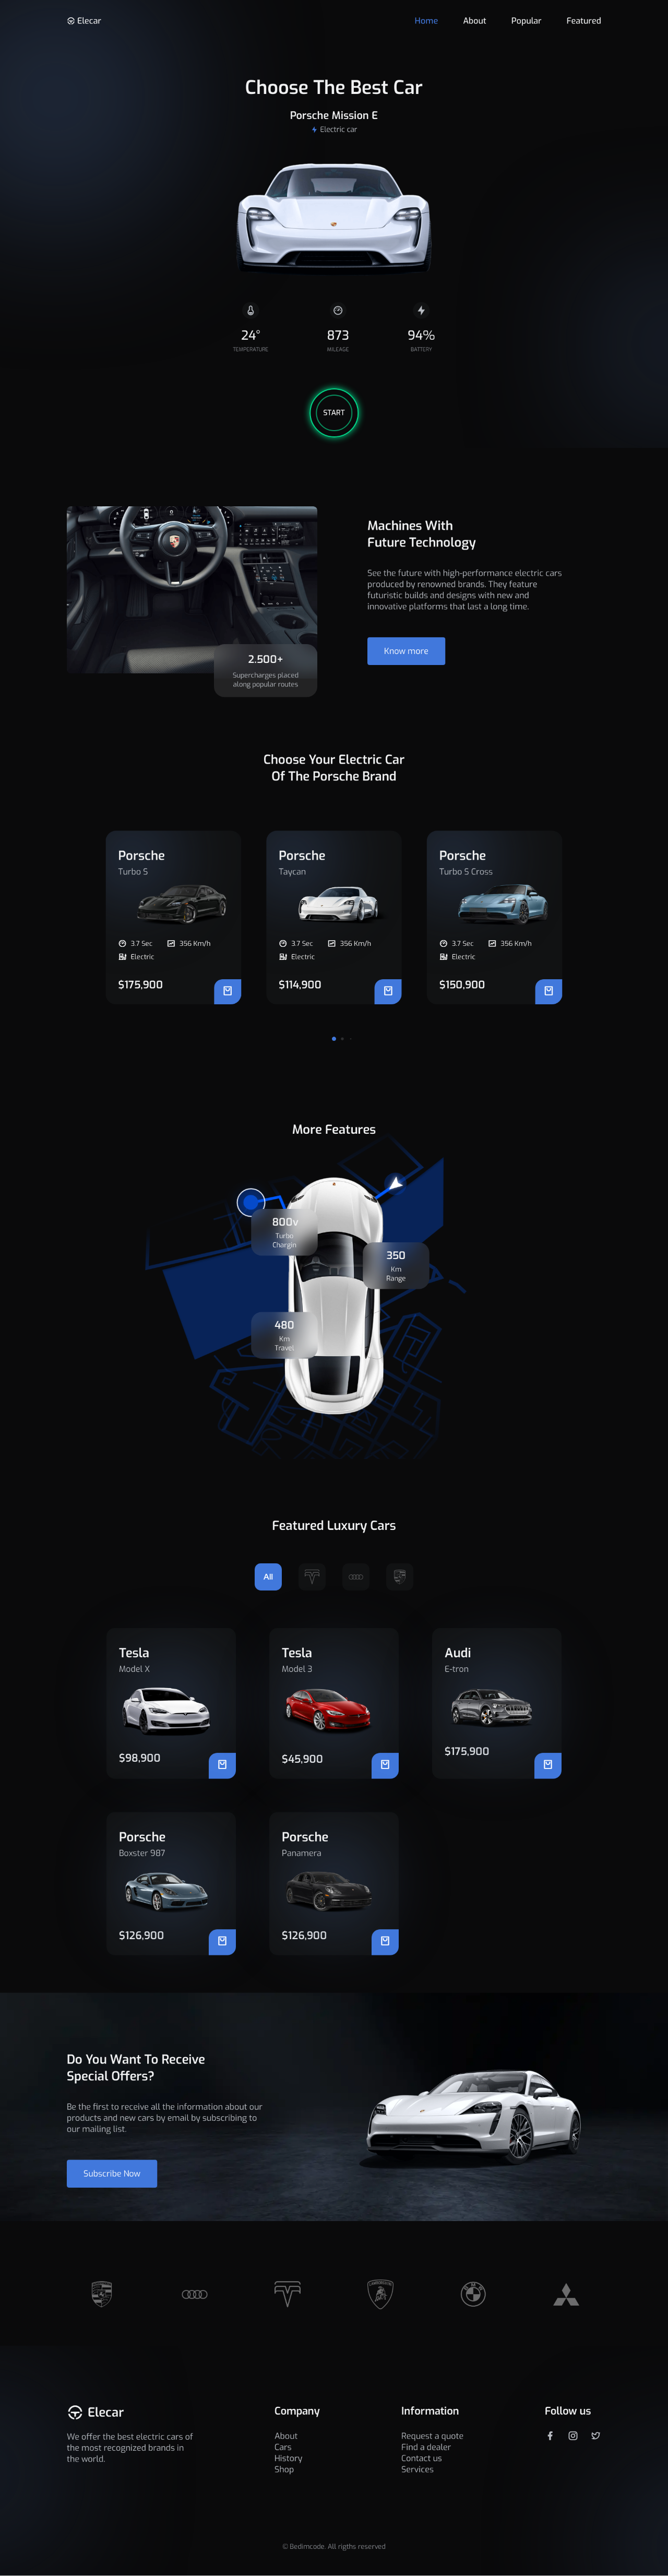 Elecar
Home About Popular Featured
Choose The Best Car
Porsche Mission E
Electric car
24°
TEMPERATURE
873
MILEAGE
94%
BATTERY
START
2.500+
Supercharges placed
along popular routes
Machines With
Future Technology
See the future with high-performance electric cars
produced by renowned brands. They feature
futuristic builds and designs with new and
innovative platforms that last a long time.
Know more
Choose Your Electric Car
Of The Porsche Brand
Porsche
Turbo S
3.7 Sec 356 Km/h
Electric
$175,900
Porsche
Taycan
3.7 Sec 356 Km/h
Electric
$114,900
Porsche
Turbo S Cross
3.7 Sec 356 Km/h
Electric
$150,900
More Features
800v
Turbo
Chargin
350
Km
Range
480
Km
Travel
Featured Luxury Cars
All
Tesla
Model X
$98,900
Tesla
Model 3
$45,900
Audi
E-tron
$175,900
Porsche
Boxster 987
$126,900
Porsche
Panamera
$126,900
Do You Want To Receive
Special Offers?
Be the first to receive all the information about our
products and new cars by email by subscribing to
our mailing list.
Subscribe Now
Elecar
We offer the best electric cars of
the most recognized brands in
the world.
Company
About
Cars
History
Shop
Information
Request a quote
Find a dealer
Contact us
Services
Follow us
© Bedimcode. All rigths reserved